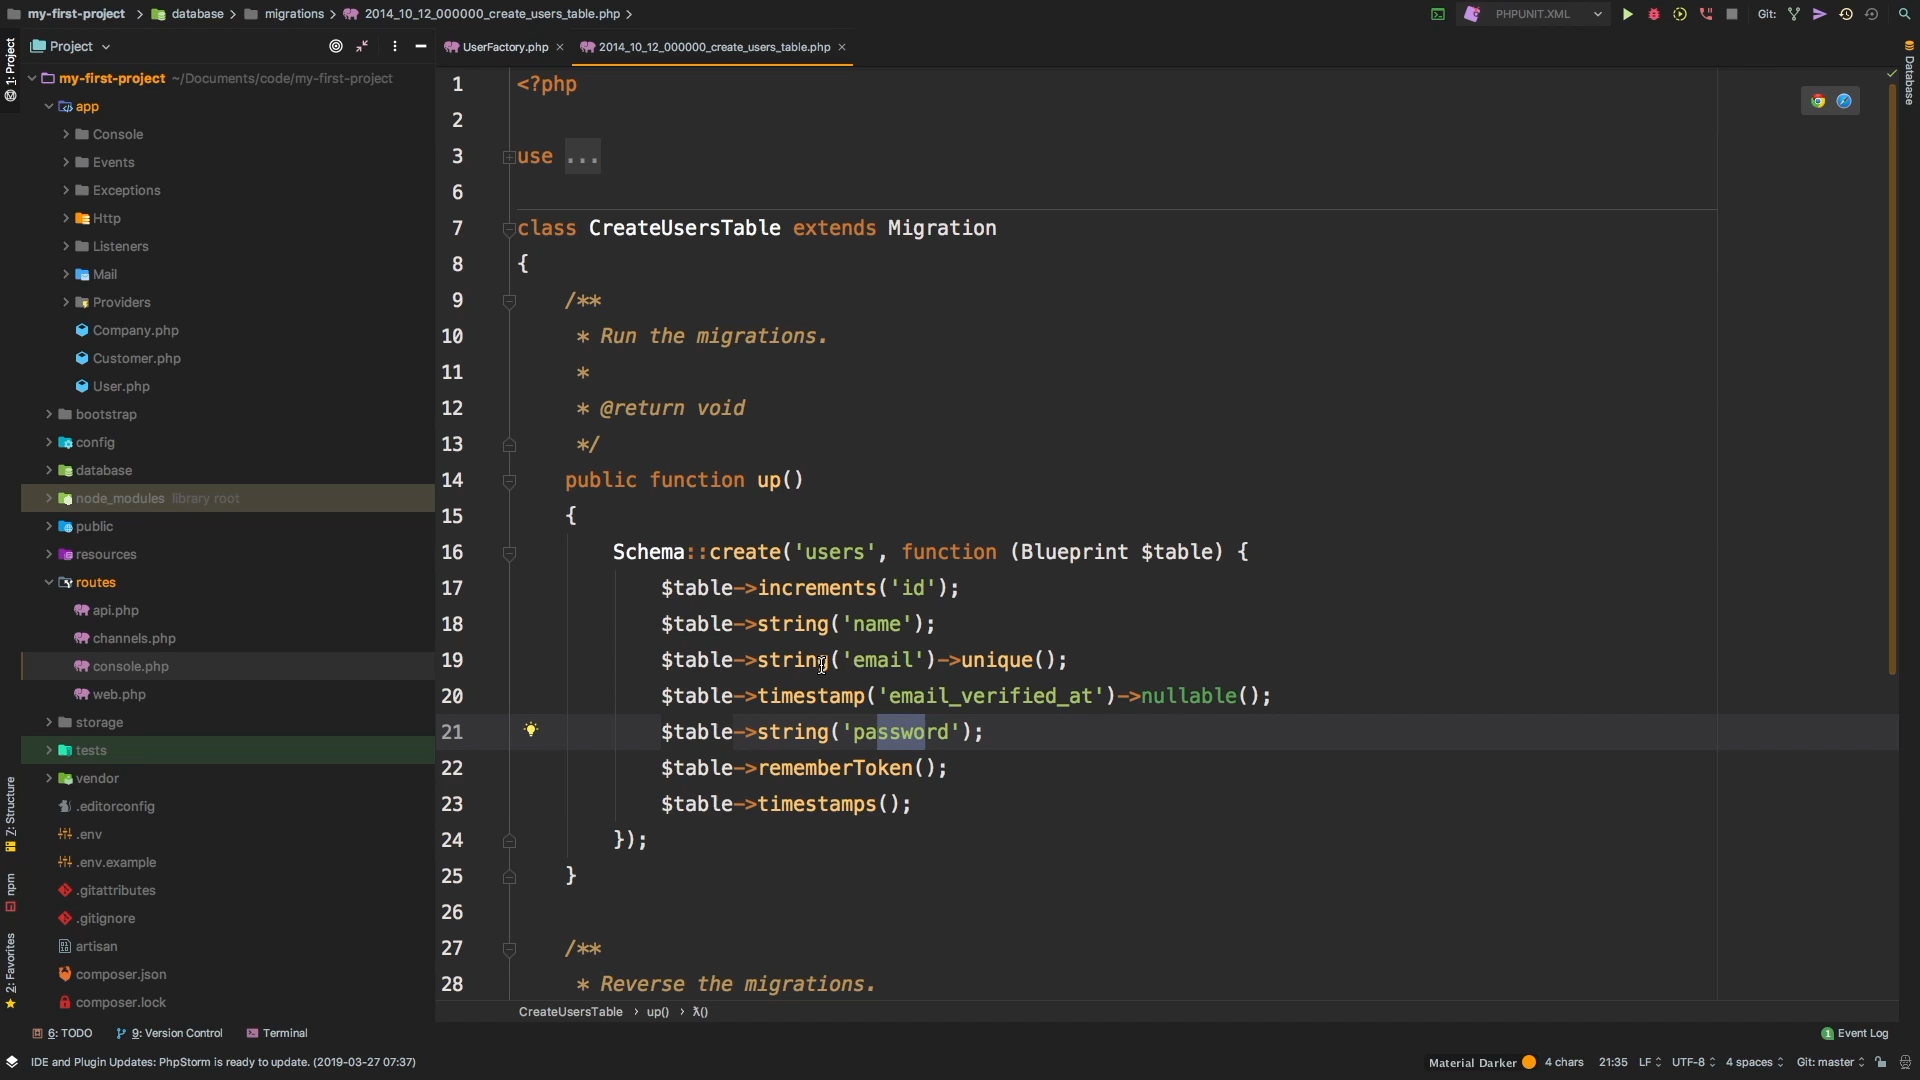 my-first-project > database > migrations > 2014_10_12_000000_create_users_table.php >
PHPUNIT.XML
Git:
1: Project
Project
UserFactory.php
2014_10_12_000000_create_users_table.php
Database
my-first-project ~/Documents/code/my-first-project
app
Console
Events
Exceptions
Http
Listeners
Mail
Providers
Company.php
Customer.php
User.php
bootstrap
config
database
node_modules library root
public
resources
routes
api.php
channels.php
console.php
web.php
storage
tests
vendor
.editorconfig
.env
.env.example
.gitattributes
.gitignore
artisan
composer.json
composer.lock
Z: Structure
npm
2: Favorites
1 <?php
2
3 use ...
6
7 class CreateUsersTable extends Migration
8 {
9 /**
10 * Run the migrations.
11 *
12 * @return void
13 */
14 public function up()
15 {
16 Schema::create('users', function (Blueprint $table) {
17 $table->increments('id');
18 $table->string('name');
19 $table->string('email')->unique();
20 $table->timestamp('email_verified_at')->nullable();
21 $table->string('password');
22 $table->rememberToken();
23 $table->timestamps();
24 });
25 }
26
27 /**
28 * Reverse the migrations.
CreateUsersTable > up() > λ()
6: TODO
9: Version Control
Terminal
1 Event Log
IDE and Plugin Updates: PhpStorm is ready to update. (2019-03-27 07:37)
Material Darker
4 chars
21:35
LF
UTF-8
4 spaces
Git: master